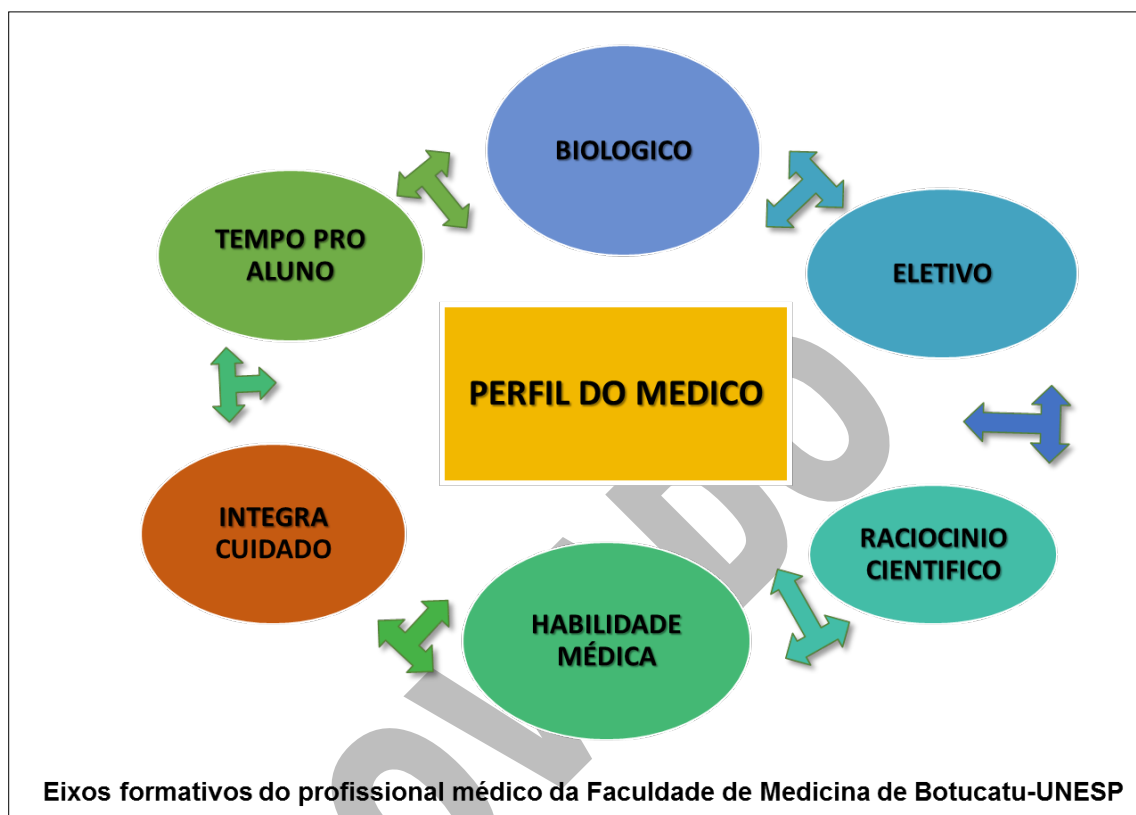 BIOLOGICO
TEMPO PRO
ALUNO
ELETIVO
PERFIL DO MEDICO
INTEGRA
CUIDADO
RACIOCINIO
CIENTIFICO
HABILIDADE
MÉDICA
Eixos formativos do profissional médico da Faculdade de Medicina de Botucatu-UNESP